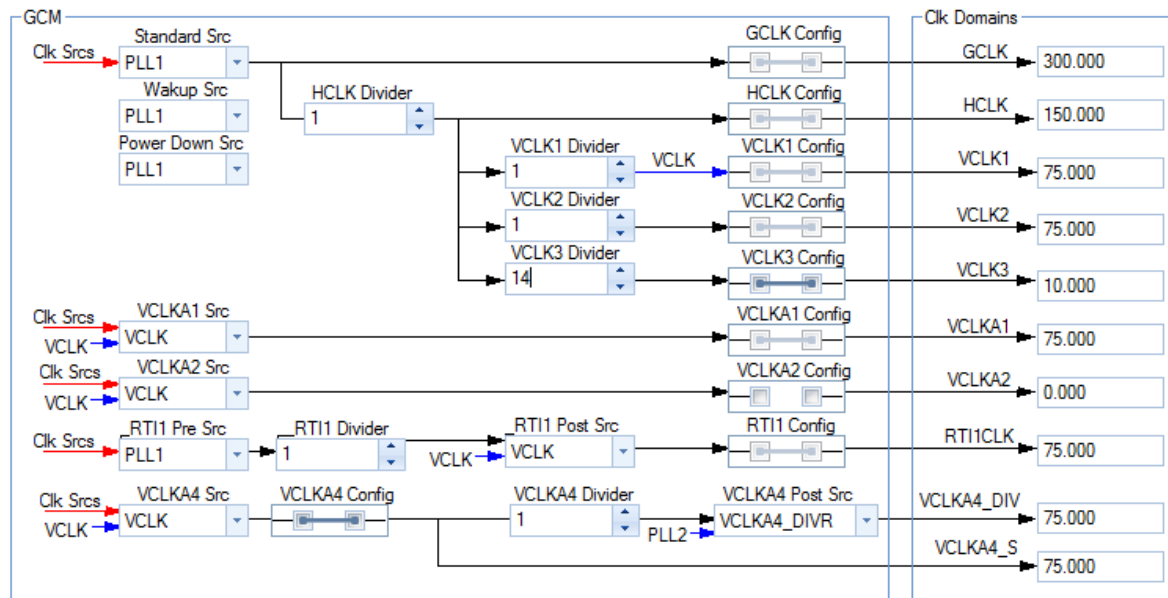 GCM
Clk Domains
Standard Src
GCLK Config
GCLK
Clk Srcs
PLL1
300.000
Wakup Src
HCLK Divider
HCLK Config
HCLK
PLL1
1
150.000
Power Down Src
VCLK1 Divider
VCLK
VCLK1 Config
VCLK1
PLL1
1
75.000
VCLK2 Divider
VCLK2 Config
VCLK2
1
75.000
VCLK3 Divider
VCLK3 Config
VCLK3
14
10.000
Clk Srcs
VCLKA1 Src
VCLKA1 Config
VCLKA1
VCLK
VCLK
75.000
Clk Srcs
VCLKA2 Src
VCLKA2 Config
VCLKA2
VCLK
VCLK
0.000
Clk Srcs
_RTI1 Pre Src
__RTI1 Divider
_RTI1 Post Src
RTI1 Config
RTI1CLK
PLL1
1
VCLK
VCLK
75.000
Clk Srcs
VCLKA4 Src
VCLKA4 Config
VCLKA4 Divider
VCLKA4 Post Src
VCLKA4_DIV
VCLK
VCLK
1
PLL2
VCLKA4_DIVR
75.000
VCLKA4_S
75.000